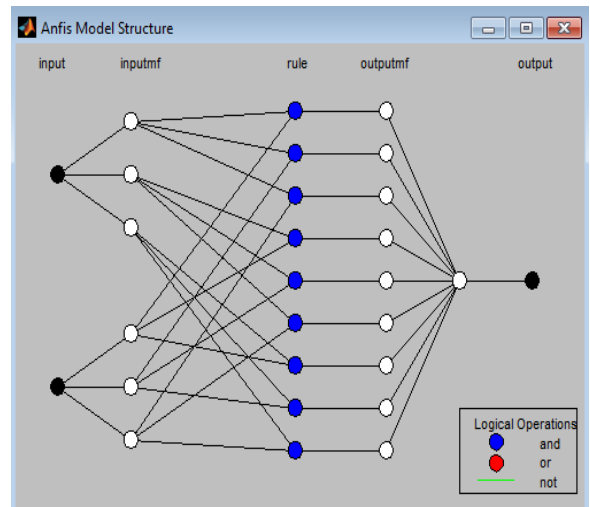 Anfis Model Structure
input inputmf rule outputmf output
Logical Operations
and
or
not